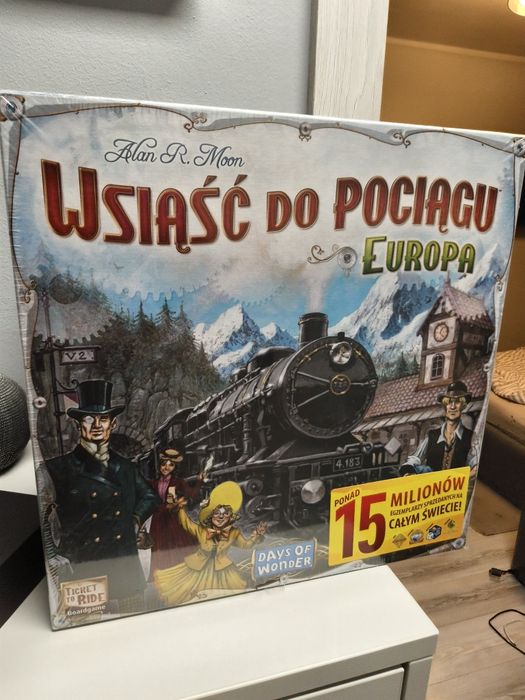 Alan R. Moon
WSIĄŚĆ DO POCIĄGU
EUROPA
V2
4.183
PONAD
15 MILIONÓW
EGZEMPLARZY SPRZEDANYCH NA
CAŁYM ŚWIECIE!
DAYS OF
WONDER
TICKET
TO RIDE
Boardgame